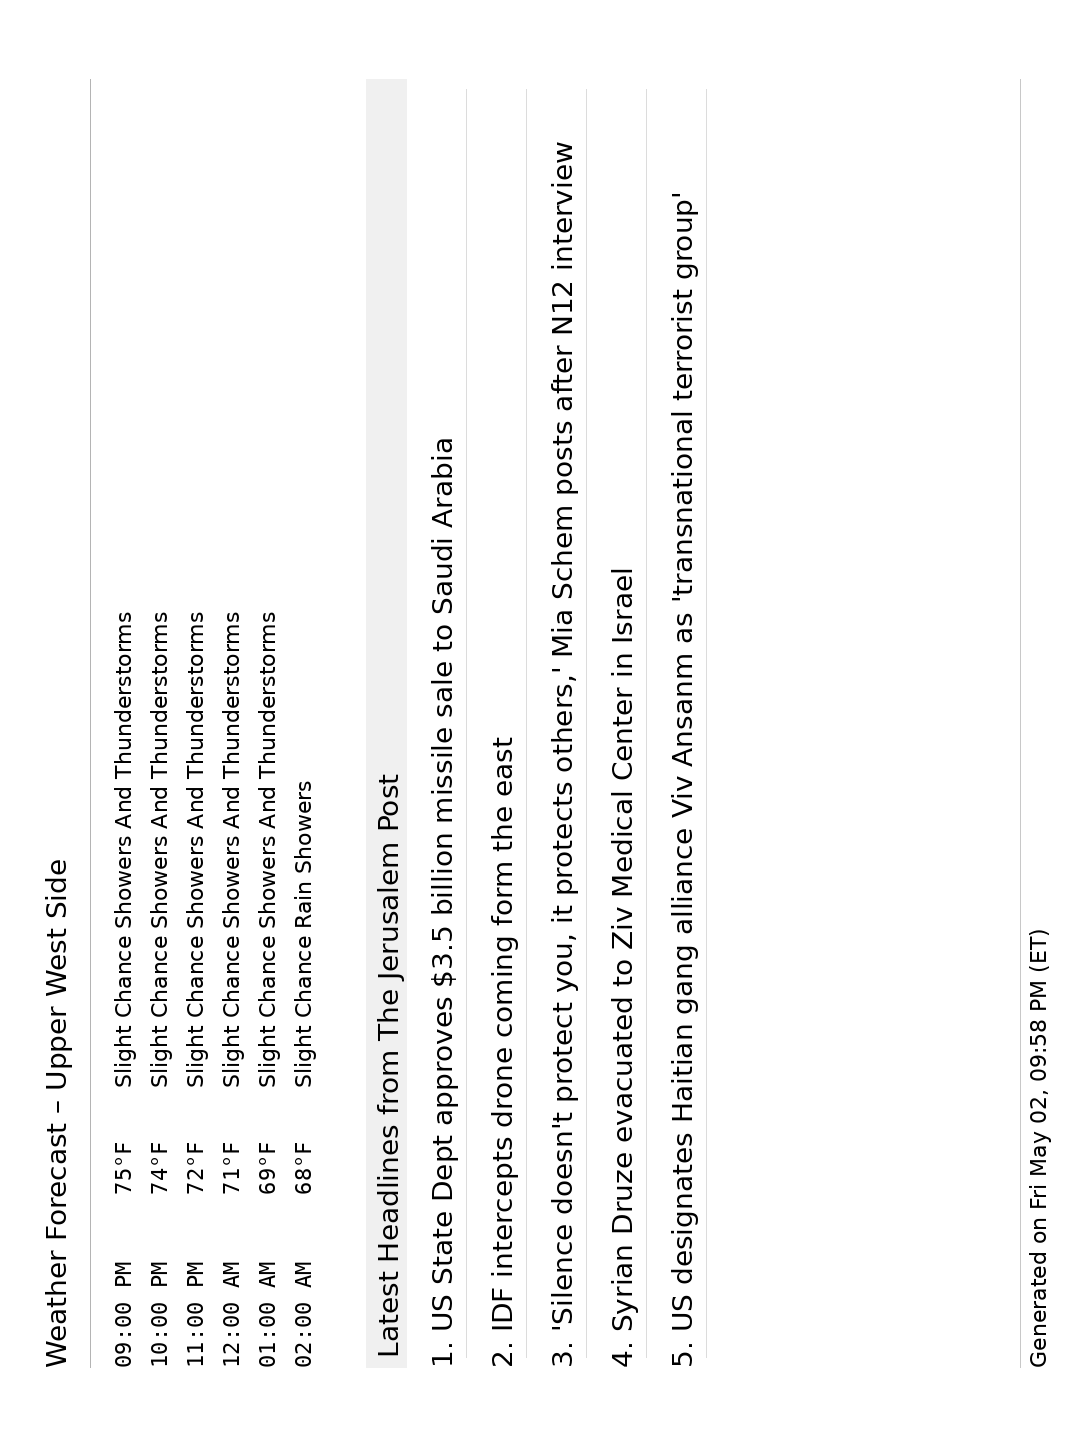 Weather Forecast – Upper West Side
09:00 PM 75°F Slight Chance Showers And Thunderstorms
10:00 PM 74°F Slight Chance Showers And Thunderstorms
11:00 PM 72°F Slight Chance Showers And Thunderstorms
12:00 AM 71°F Slight Chance Showers And Thunderstorms
01:00 AM 69°F Slight Chance Showers And Thunderstorms
02:00 AM 68°F Slight Chance Rain Showers
Latest Headlines from The Jerusalem Post
1. US State Dept approves $3.5 billion missile sale to Saudi Arabia
2. IDF intercepts drone coming form the east
3. 'Silence doesn't protect you, it protects others,' Mia Schem posts after N12 interview
4. Syrian Druze evacuated to Ziv Medical Center in Israel
5. US designates Haitian gang alliance Viv Ansanm as 'transnational terrorist group'
Generated on Fri May 02, 09:58 PM (ET)